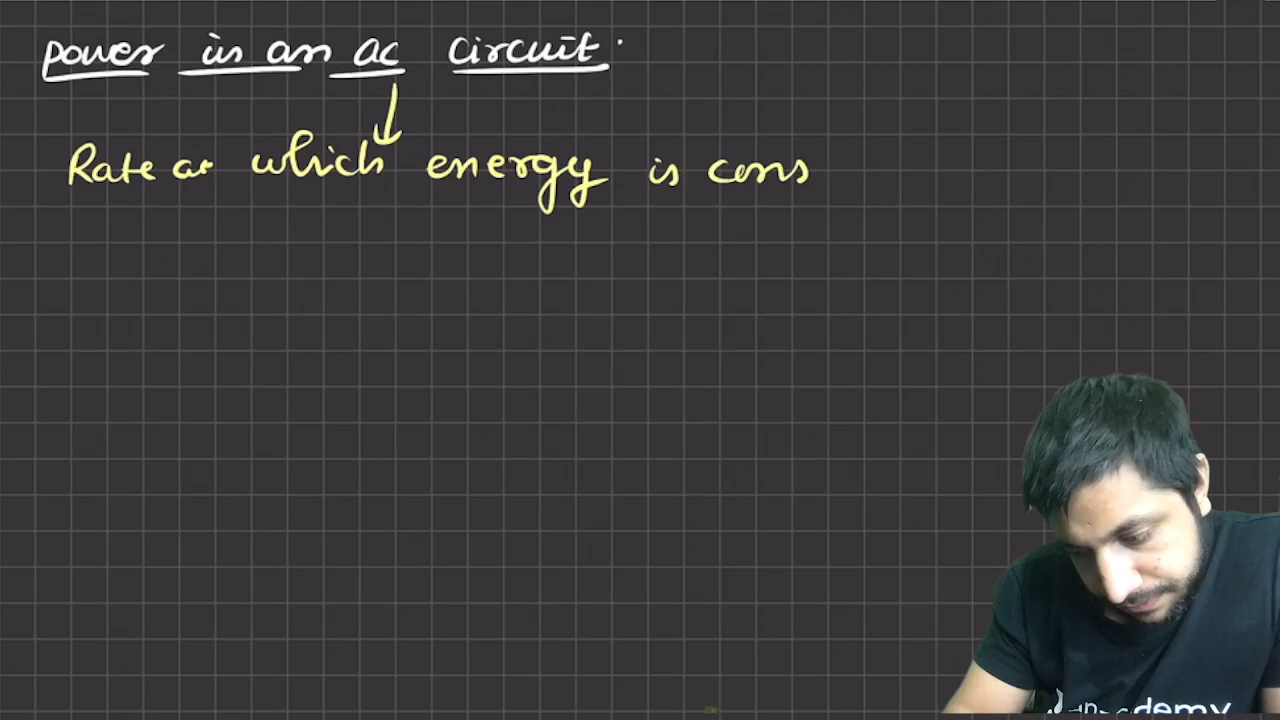 power in an ac circuit.
Rate at which energy is cons